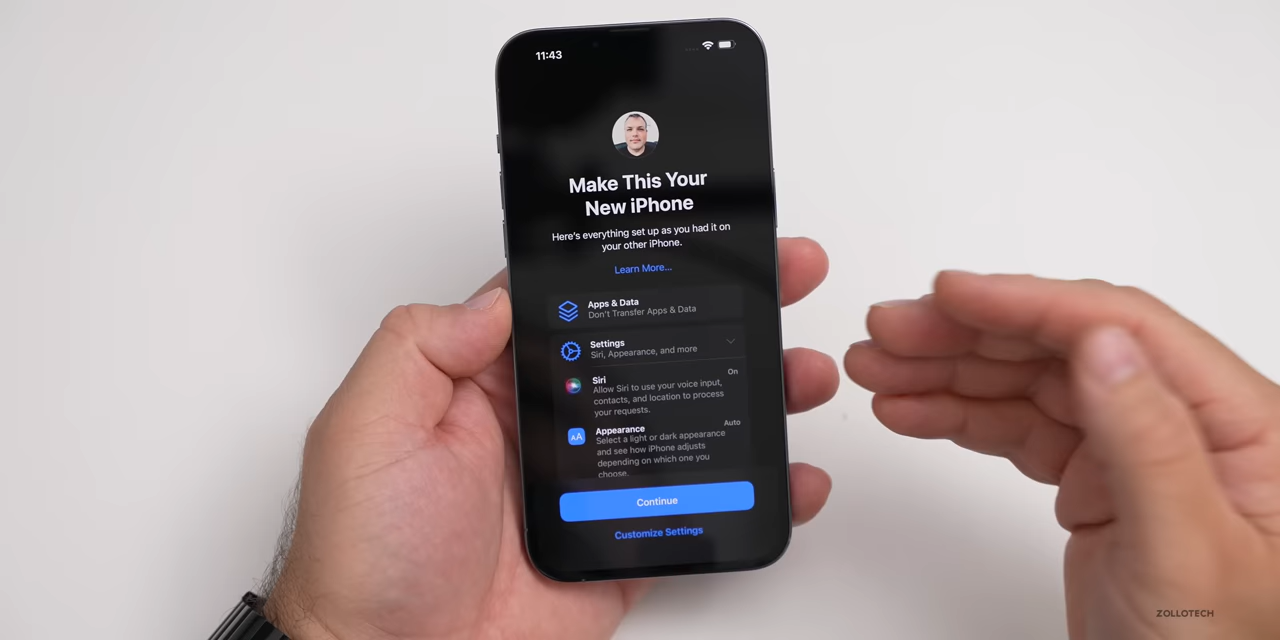 11:43
Make This Your
New iPhone
Here's everything set up as you had it on
your other iPhone.
Learn More...
Apps & Data
Don't Transfer Apps & Data
Settings
Siri, Appearance, and more
On
Siri
Allow Siri to use your voice input,
contacts, and location to process
your requests.
Auto
Appearance
Select a light or dark appearance
and see how iPhone adjusts
depending on which one you
choose.
AA
Continue
Customize Settings
ZOLLOTECH